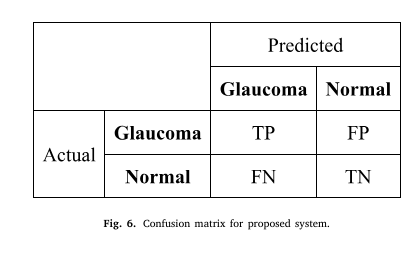 Predicted
Glaucoma Normal
Actual Glaucoma TP FP
Normal FN TN
Fig. 6. Confusion matrix for proposed system.